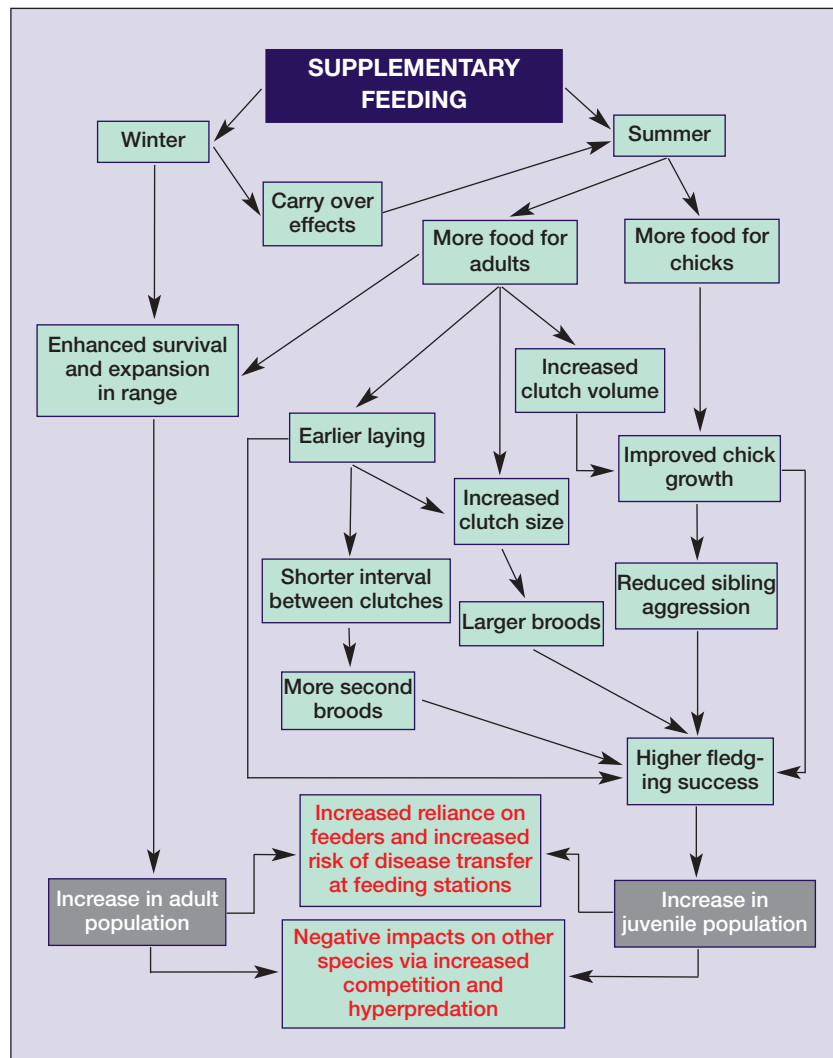 SUPPLEMENTARY
FEEDING
Winter
Summer
Carry over
effects
More food for
adults
More food for
chicks
Enhanced survival
and expansion
in range
Increased
clutch volume
Earlier laying
Improved chick
growth
Increased
clutch size
Shorter interval
between clutches
Reduced sibling
aggression
Larger broods
More second
broods
Higher fledg-
ing success
Increased reliance on
feeders and increased
risk of disease transfer
at feeding stations
Increase in adult
population
Increase in
juvenile population
Negative impacts on other
species via increased
competition and
hyperpredation